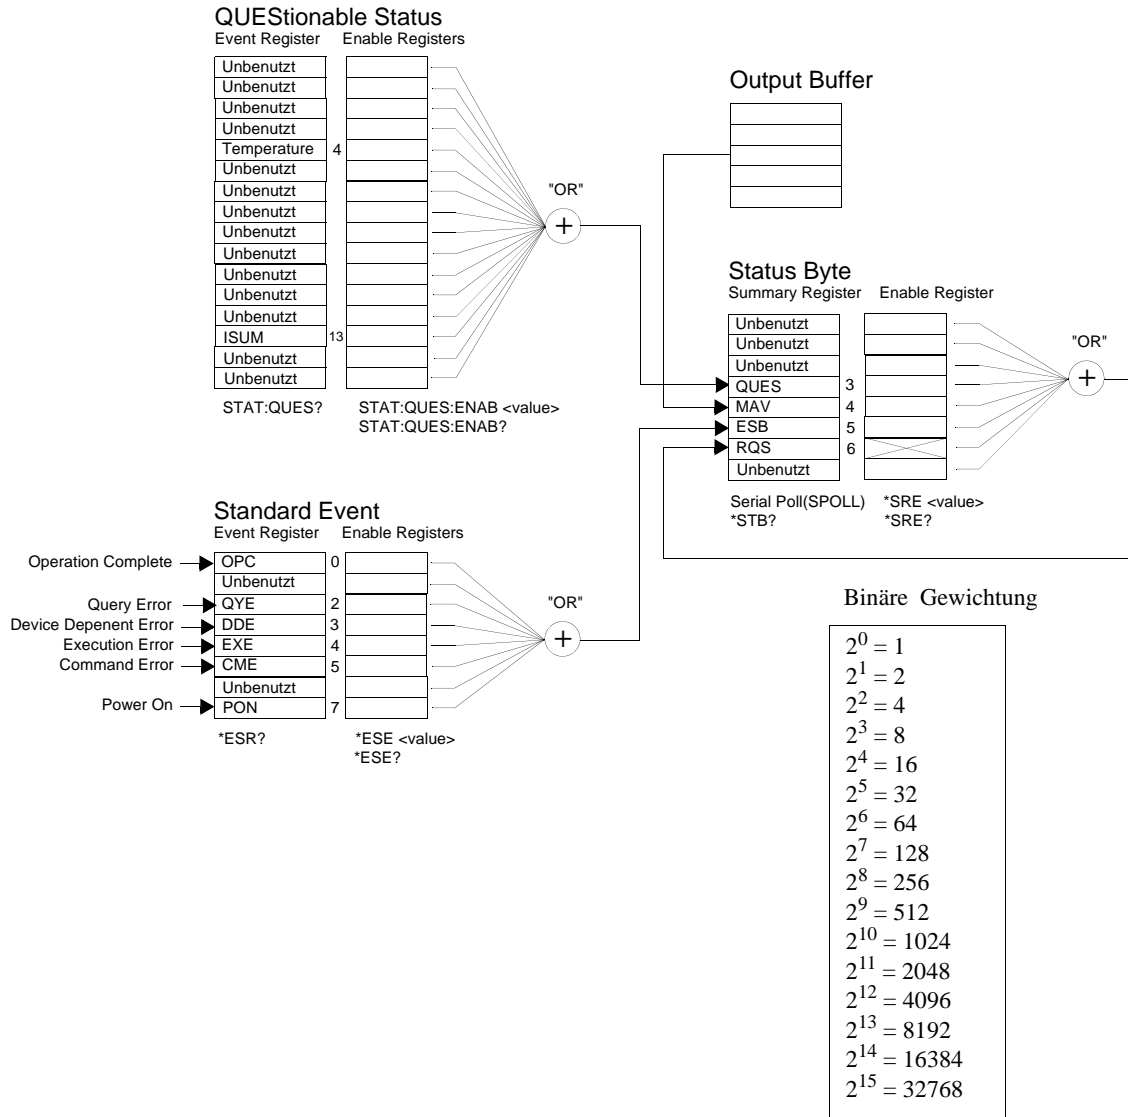 QUEStionable Status
Event Register Enable Registers
Unbenutzt
Unbenutzt
Unbenutzt
Unbenutzt
Temperature 4
Unbenutzt
Unbenutzt
Unbenutzt
Unbenutzt
Unbenutzt
Unbenutzt
Unbenutzt
Unbenutzt
ISUM 13
Unbenutzt
Unbenutzt
STAT:QUES? STAT:QUES:ENAB <value>
STAT:QUES:ENAB?
"OR"
+
Output Buffer
Status Byte
Summary Register Enable Register
Unbenutzt
Unbenutzt
Unbenutzt
QUES 3
MAV 4
ESB 5
RQS 6
Unbenutzt
Serial Poll(SPOLL) *SRE <value>
*STB? *SRE?
"OR"
+
Standard Event
Event Register Enable Registers
Operation Complete OPC 0
Unbenutzt
Query Error QYE 2
Device Depenent Error DDE 3
Execution Error EXE 4
Command Error CME 5
Unbenutzt
Power On PON 7
*ESR? *ESE <value>
*ESE?
"OR"
+
Binäre Gewichtung
2^0 = 1
2^1 = 2
2^2 = 4
2^3 = 8
2^4 = 16
2^5 = 32
2^6 = 64
2^7 = 128
2^8 = 256
2^9 = 512
2^10 = 1024
2^11 = 2048
2^12 = 4096
2^13 = 8192
2^14 = 16384
2^15 = 32768